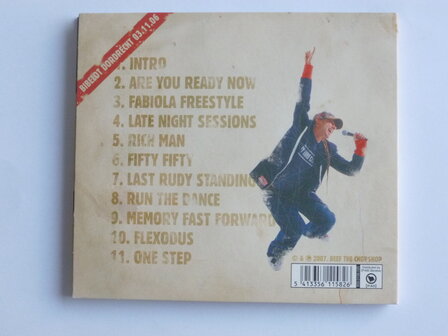 BIBELOT DORDRECHT 03.11.06
1. INTRO
2. ARE YOU READY NOW
3. FABIOLA FREESTYLE
4. LATE NIGHT SESSIONS
5. RICH MAN
6. FIFTY FIFTY
7. LAST RUDY STANDING
8. RUN THE DANCE
9. MEMORY FAST FORWARD
10. FLEXODUS
11. ONE STEP
© & ℗ 2007. BEEF THE CHOPSHOP
5 413356 113826